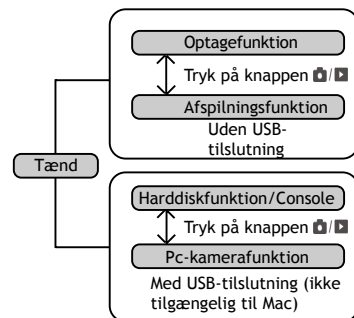 Optagefunktion
Tryk på knappen /
Afspilningsfunktion
Uden USB-
tilslutning
Tænd
Harddiskfunktion/Console
Tryk på knappen /
Pc-kamerafunktion
Med USB-tilslutning (ikke
tilgængelig til Mac)